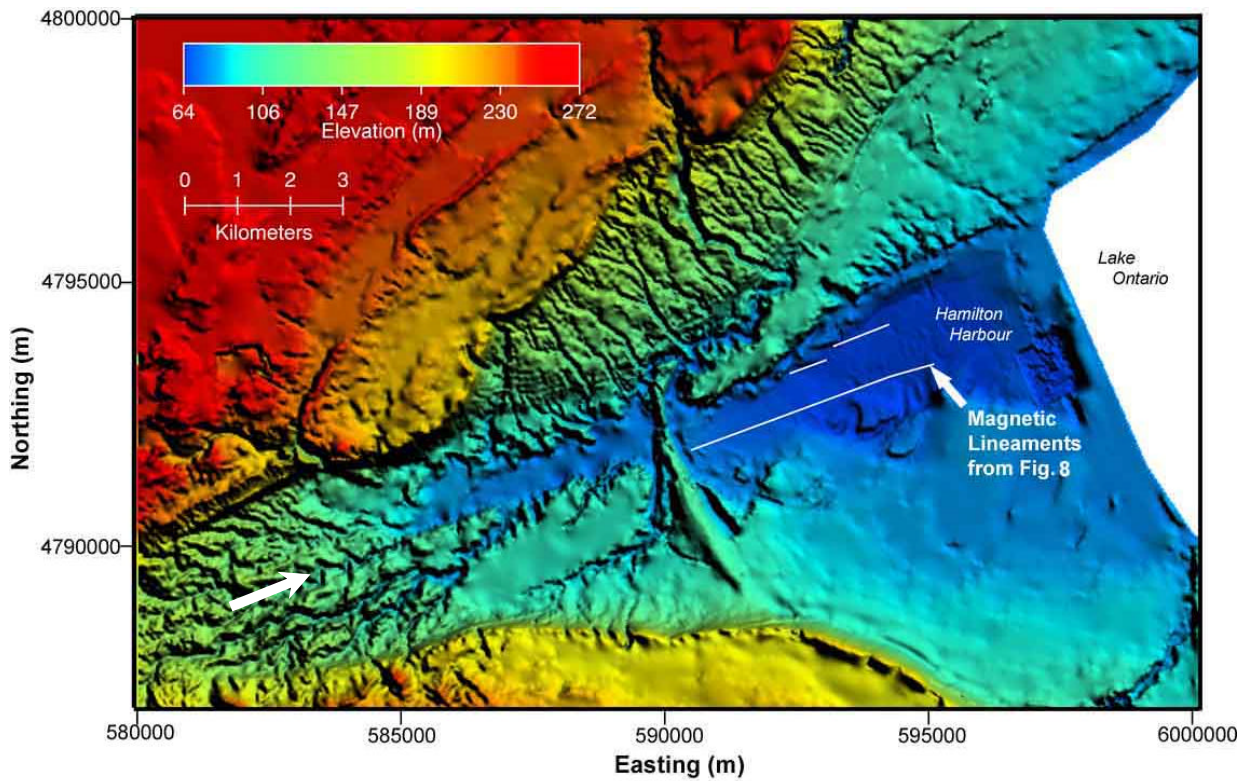 4800000
64 106 147 189 230 272
Elevation (m)
0 1 2 3
Kilometers
Lake
Ontario
4795000
Hamilton
Harbour
Magnetic
Lineaments
from Fig. 8
Northing (m)
4790000
580000 585000 590000 595000 6000000
Easting (m)